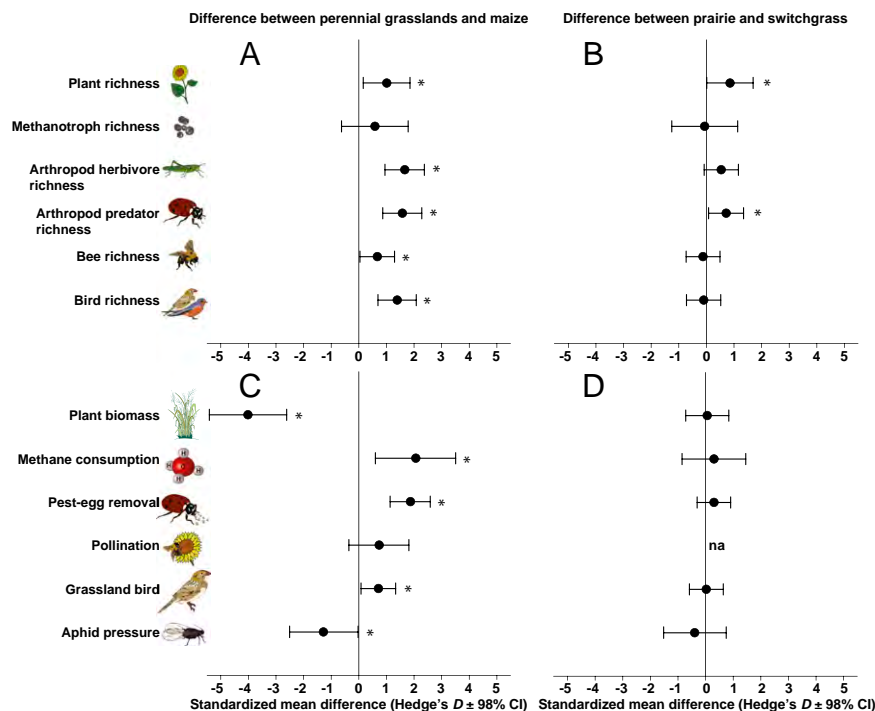 Difference between perennial grasslands and maize
Difference between prairie and switchgrass
A
B
Plant richness
*
*
Methanotroph richness
Arthropod herbivore
richness
*
Arthropod predator
richness
*
*
Bee richness
*
Bird richness
*
-5 -4 -3 -2 -1 0 1 2 3 4 5
-5 -4 -3 -2 -1 0 1 2 3 4 5
C
D
Plant biomass
*
Methane consumption
H
H
H
H
*
Pest-egg removal
*
Pollination
na
Grassland bird
*
Aphid pressure
*
-5 -4 -3 -2 -1 0 1 2 3 4 5
-5 -4 -3 -2 -1 0 1 2 3 4 5
Standardized mean difference (Hedge's D ± 98% CI)
Standardized mean difference (Hedge's D ± 98% CI)